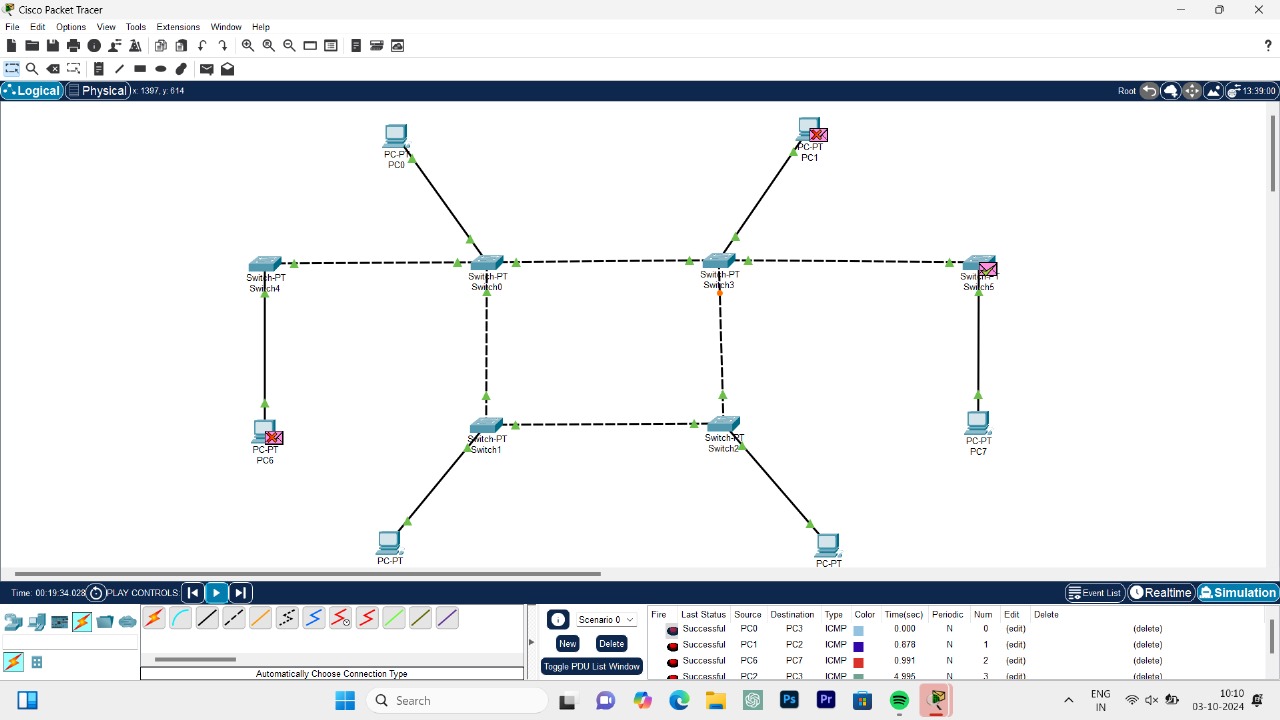 Cisco Packet Tracer
File Edit Options View Tools Extensions Window Help
?
Logical Physical x: 1397, y: 614 Root 13:39:00
PC-PT
PC0
PC-PT
PC1
Switch-PT
Switch4
Switch-PT
Switch0
Switch-PT
Switch3
Switch-PT
Switch5
PC-PT
PC6
Switch-PT
Switch1
Switch-PT
Switch2
PC-PT
PC7
PC-PT
PC-PT
Time: 00:19:34.028 PLAY CONTROLS: Event List Realtime Simulation
Scenario 0
New Delete
Toggle PDU List Window
Automatically Choose Connection Type
Fire Last Status Source Destination Type Color Time(sec) Periodic Num Edit Delete
Successful PC0 PC3 ICMP 0.000 N 0 (edit) (delete)
Successful PC1 PC2 ICMP 0.878 N 1 (edit) (delete)
Successful PC6 PC7 ICMP 0.991 N 2 (edit) (delete)
Successful PC2 PC3 ICMP 4.995 N 3 (edit) (delete)
Search
Ps
Pr
ENG
IN
10:10
03-10-2024